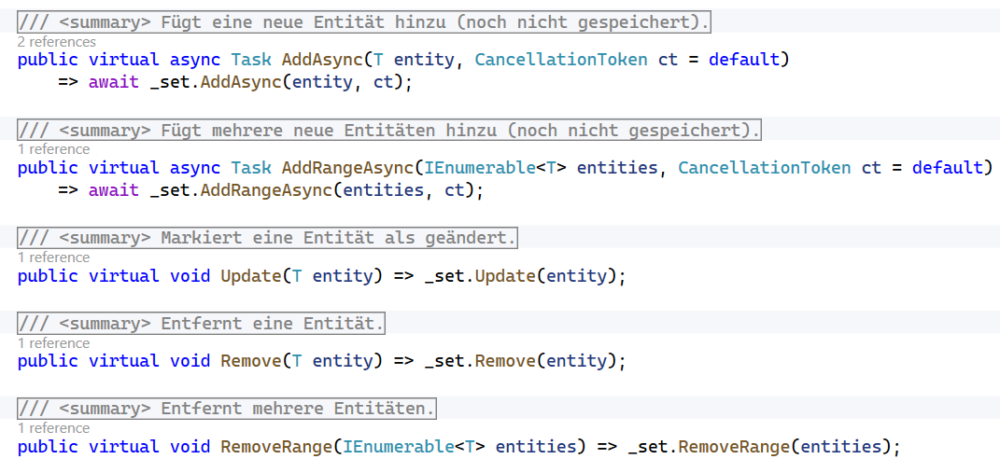 /// <summary> Fügt eine neue Entität hinzu (noch nicht gespeichert).
2 references
public virtual async Task AddAsync(T entity, CancellationToken ct = default)
=> await _set.AddAsync(entity, ct);
/// <summary> Fügt mehrere neue Entitäten hinzu (noch nicht gespeichert).
1 reference
public virtual async Task AddRangeAsync(IEnumerable<T> entities, CancellationToken ct = default)
=> await _set.AddRangeAsync(entities, ct);
/// <summary> Markiert eine Entität als geändert.
1 reference
public virtual void Update(T entity) => _set.Update(entity);
/// <summary> Entfernt eine Entität.
1 reference
public virtual void Remove(T entity) => _set.Remove(entity);
/// <summary> Entfernt mehrere Entitäten.
1 reference
public virtual void RemoveRange(IEnumerable<T> entities) => _set.RemoveRange(entities);